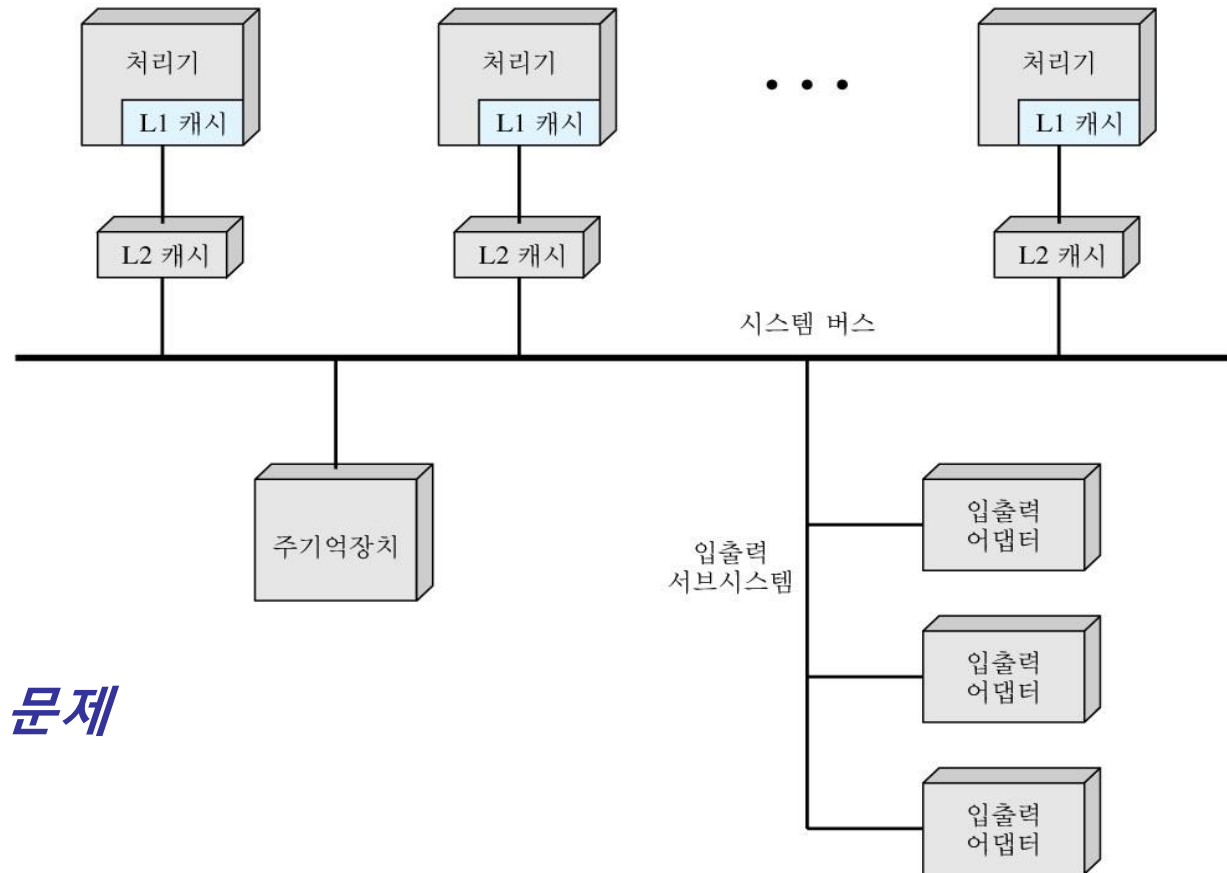 처리기
L1 캐시
처리기
L1 캐시
처리기
L1 캐시
L2 캐시
L2 캐시
L2 캐시
시스템 버스
주기억장치
입출력
서브시스템
입출력
어댑터
입출력
어댑터
입출력
어댑터
문제